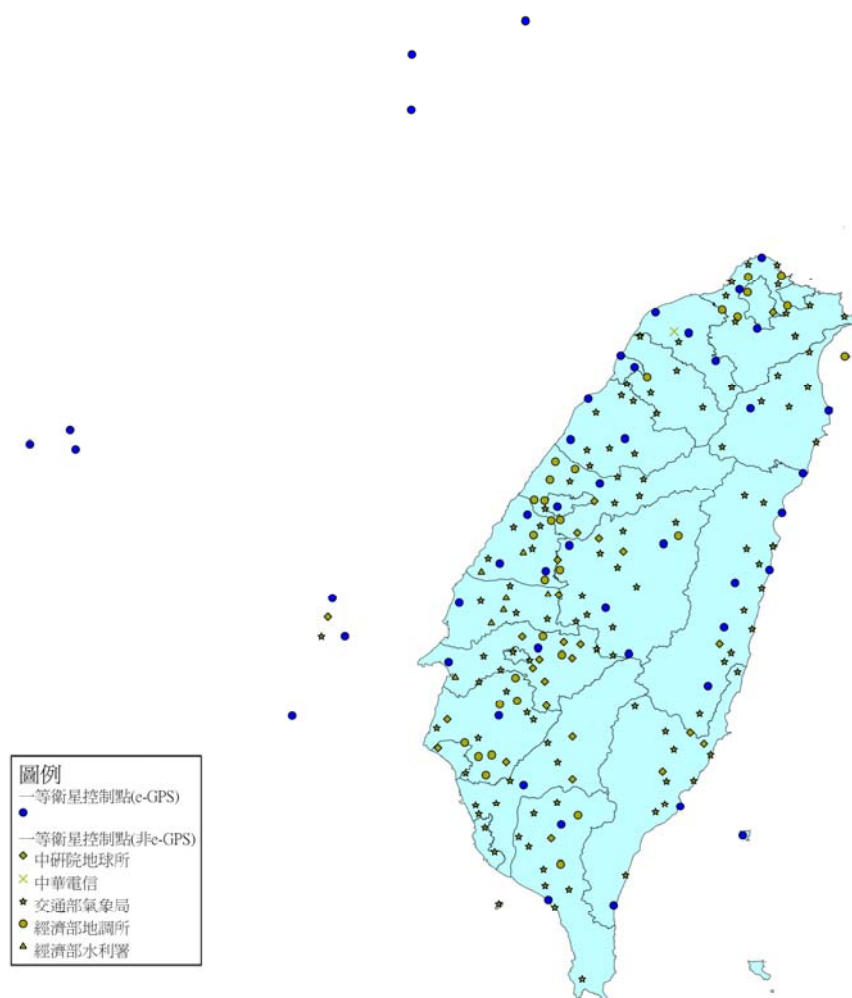 圖例
一等衛星控制點(e-GPS)
一等衛星控制點(非e-GPS)
中研院地球所
中華電信
交通部氣象局
經濟部地調所
經濟部水利署